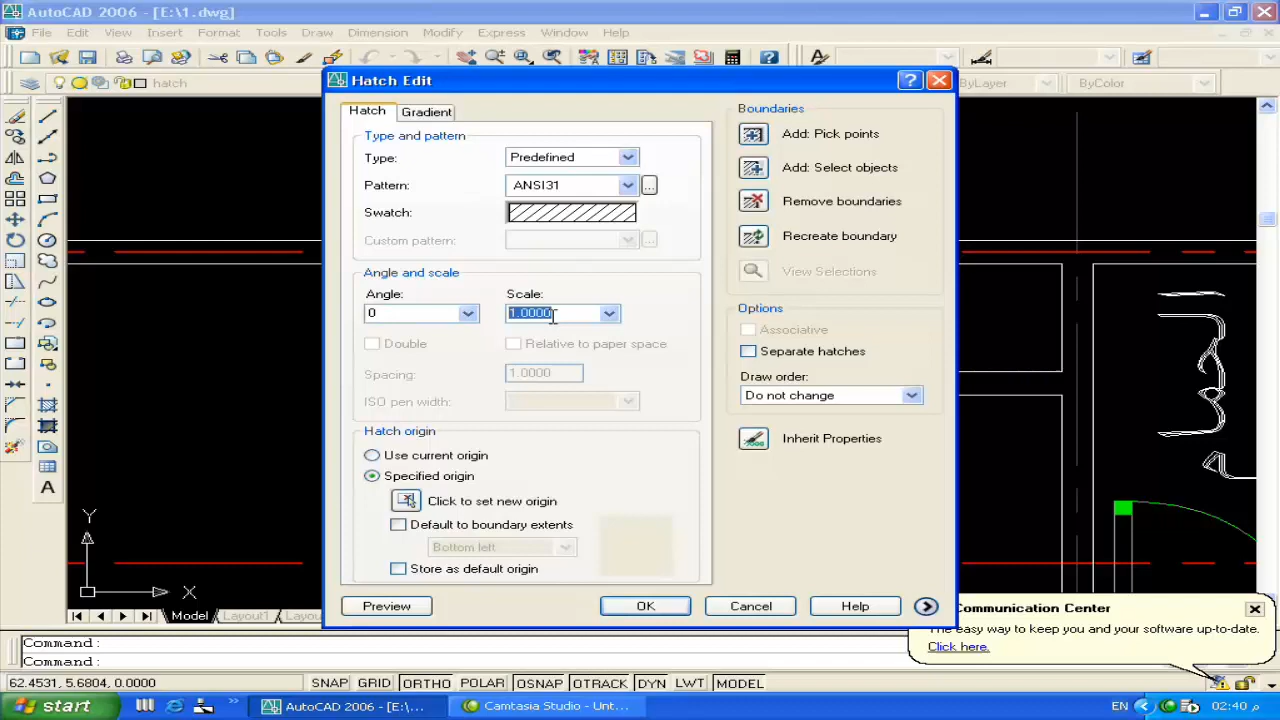 AutoCAD 2006 - [E:\1.dwg]
File Edit View Insert Format Tools Draw Dimension Modify Express Window Help
hatch
ByLayer
ByColor
Hatch Edit
Hatch
Gradient
Type and pattern
Type:
Predefined
Pattern:
ANSI31
Swatch:
Custom pattern:
Angle and scale
Angle:
Scale:
0
1.0000
Double
Relative to paper space
Spacing:
1.0000
ISO pen width:
Hatch origin
Use current origin
Specified origin
Click to set new origin
Default to boundary extents
Bottom left
Store as default origin
Boundaries
Add: Pick points
Add: Select objects
Remove boundaries
Recreate boundary
View Selections
Options
Associative
Separate hatches
Draw order:
Do not change
Inherit Properties
Preview
OK
Cancel
Help
Y
X
A
Model
Layout1
Layou
Communication Center
The easy way to keep you and your software up-to-date.
Click here.
Command:
Command:
62.4531, 5.6804, 0.0000
SNAP GRID ORTHO POLAR OSNAP OTRACK DYN LWT MODEL
start
AutoCAD 2006 - [E:\...
Camtasia Studio - Unt...
EN
02:40 م